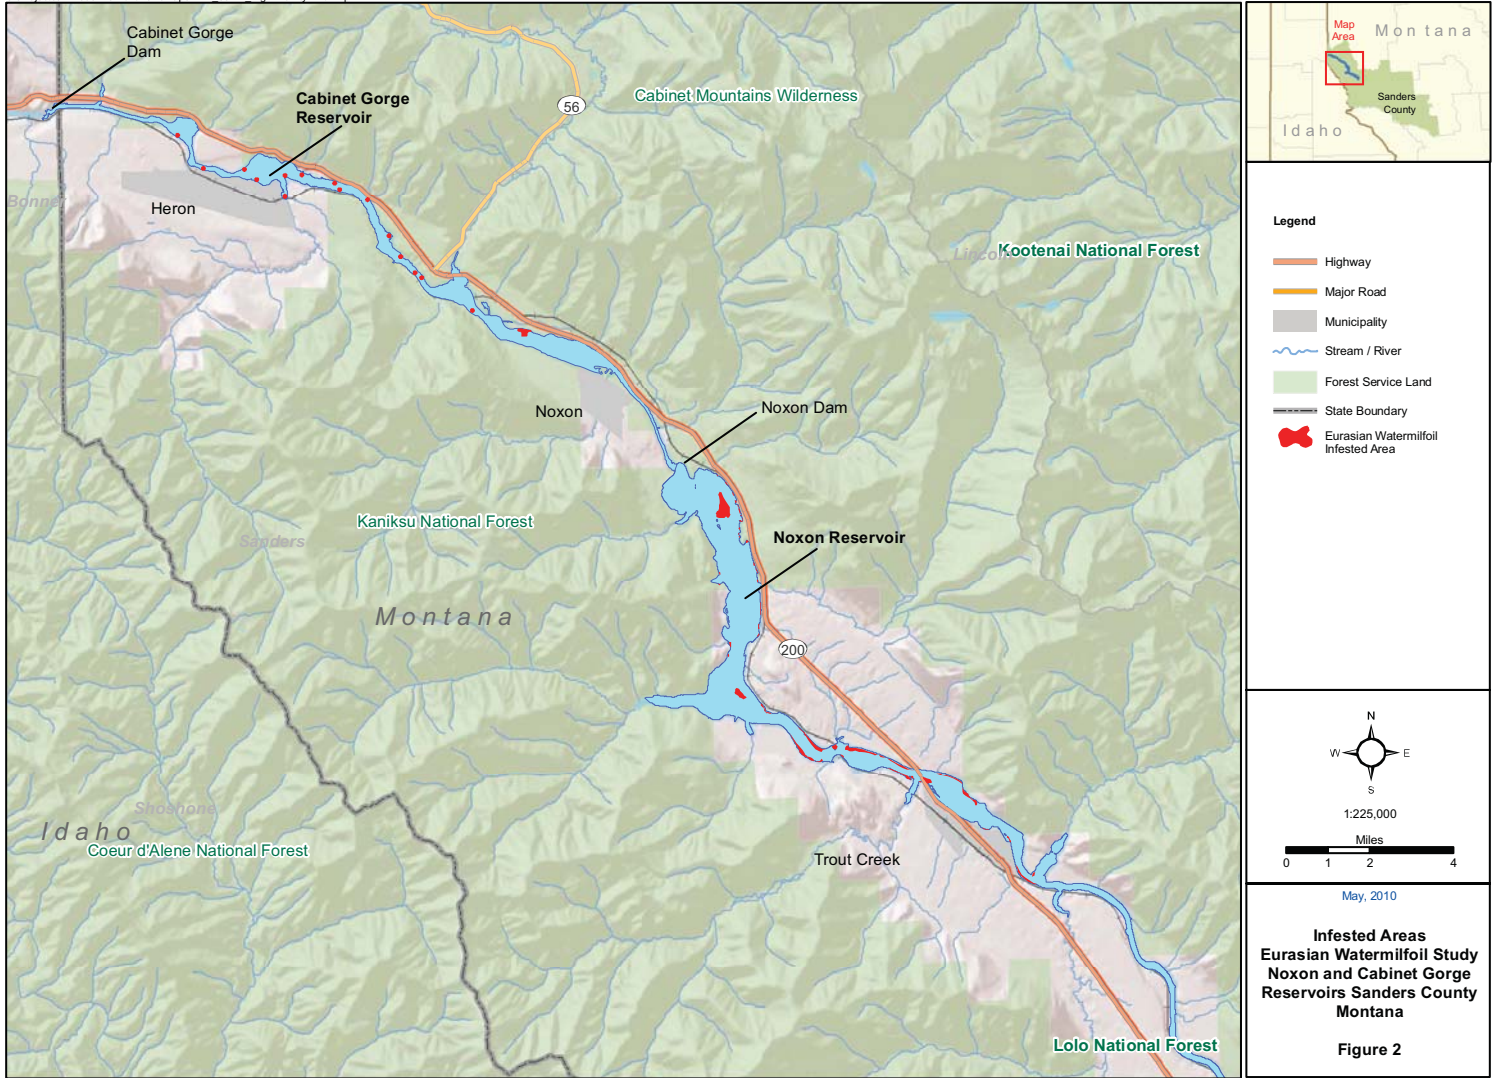 Cabinet Gorge
Dam
Cabinet Gorge
Reservoir
56
Cabinet Mountains Wilderness
Bonner
Heron
Lincoln
Kootenai National Forest
Noxon
Noxon Dam
Kaniksu National Forest
Sanders
Noxon Reservoir
Montana
200
Shoshone
Idaho
Coeur d'Alene National Forest
Trout Creek
Lolo National Forest
Map
Area
Montana
Sanders
County
Idaho
Legend
Highway
Major Road
Municipality
Stream / River
Forest Service Land
State Boundary
Eurasian Watermilfoil
Infested Area
N
W E
S
1:225,000
Miles
0 1 2 4
May, 2010
Infested Areas
Eurasian Watermilfoil Study
Noxon and Cabinet Gorge
Reservoirs Sanders County
Montana
Figure 2